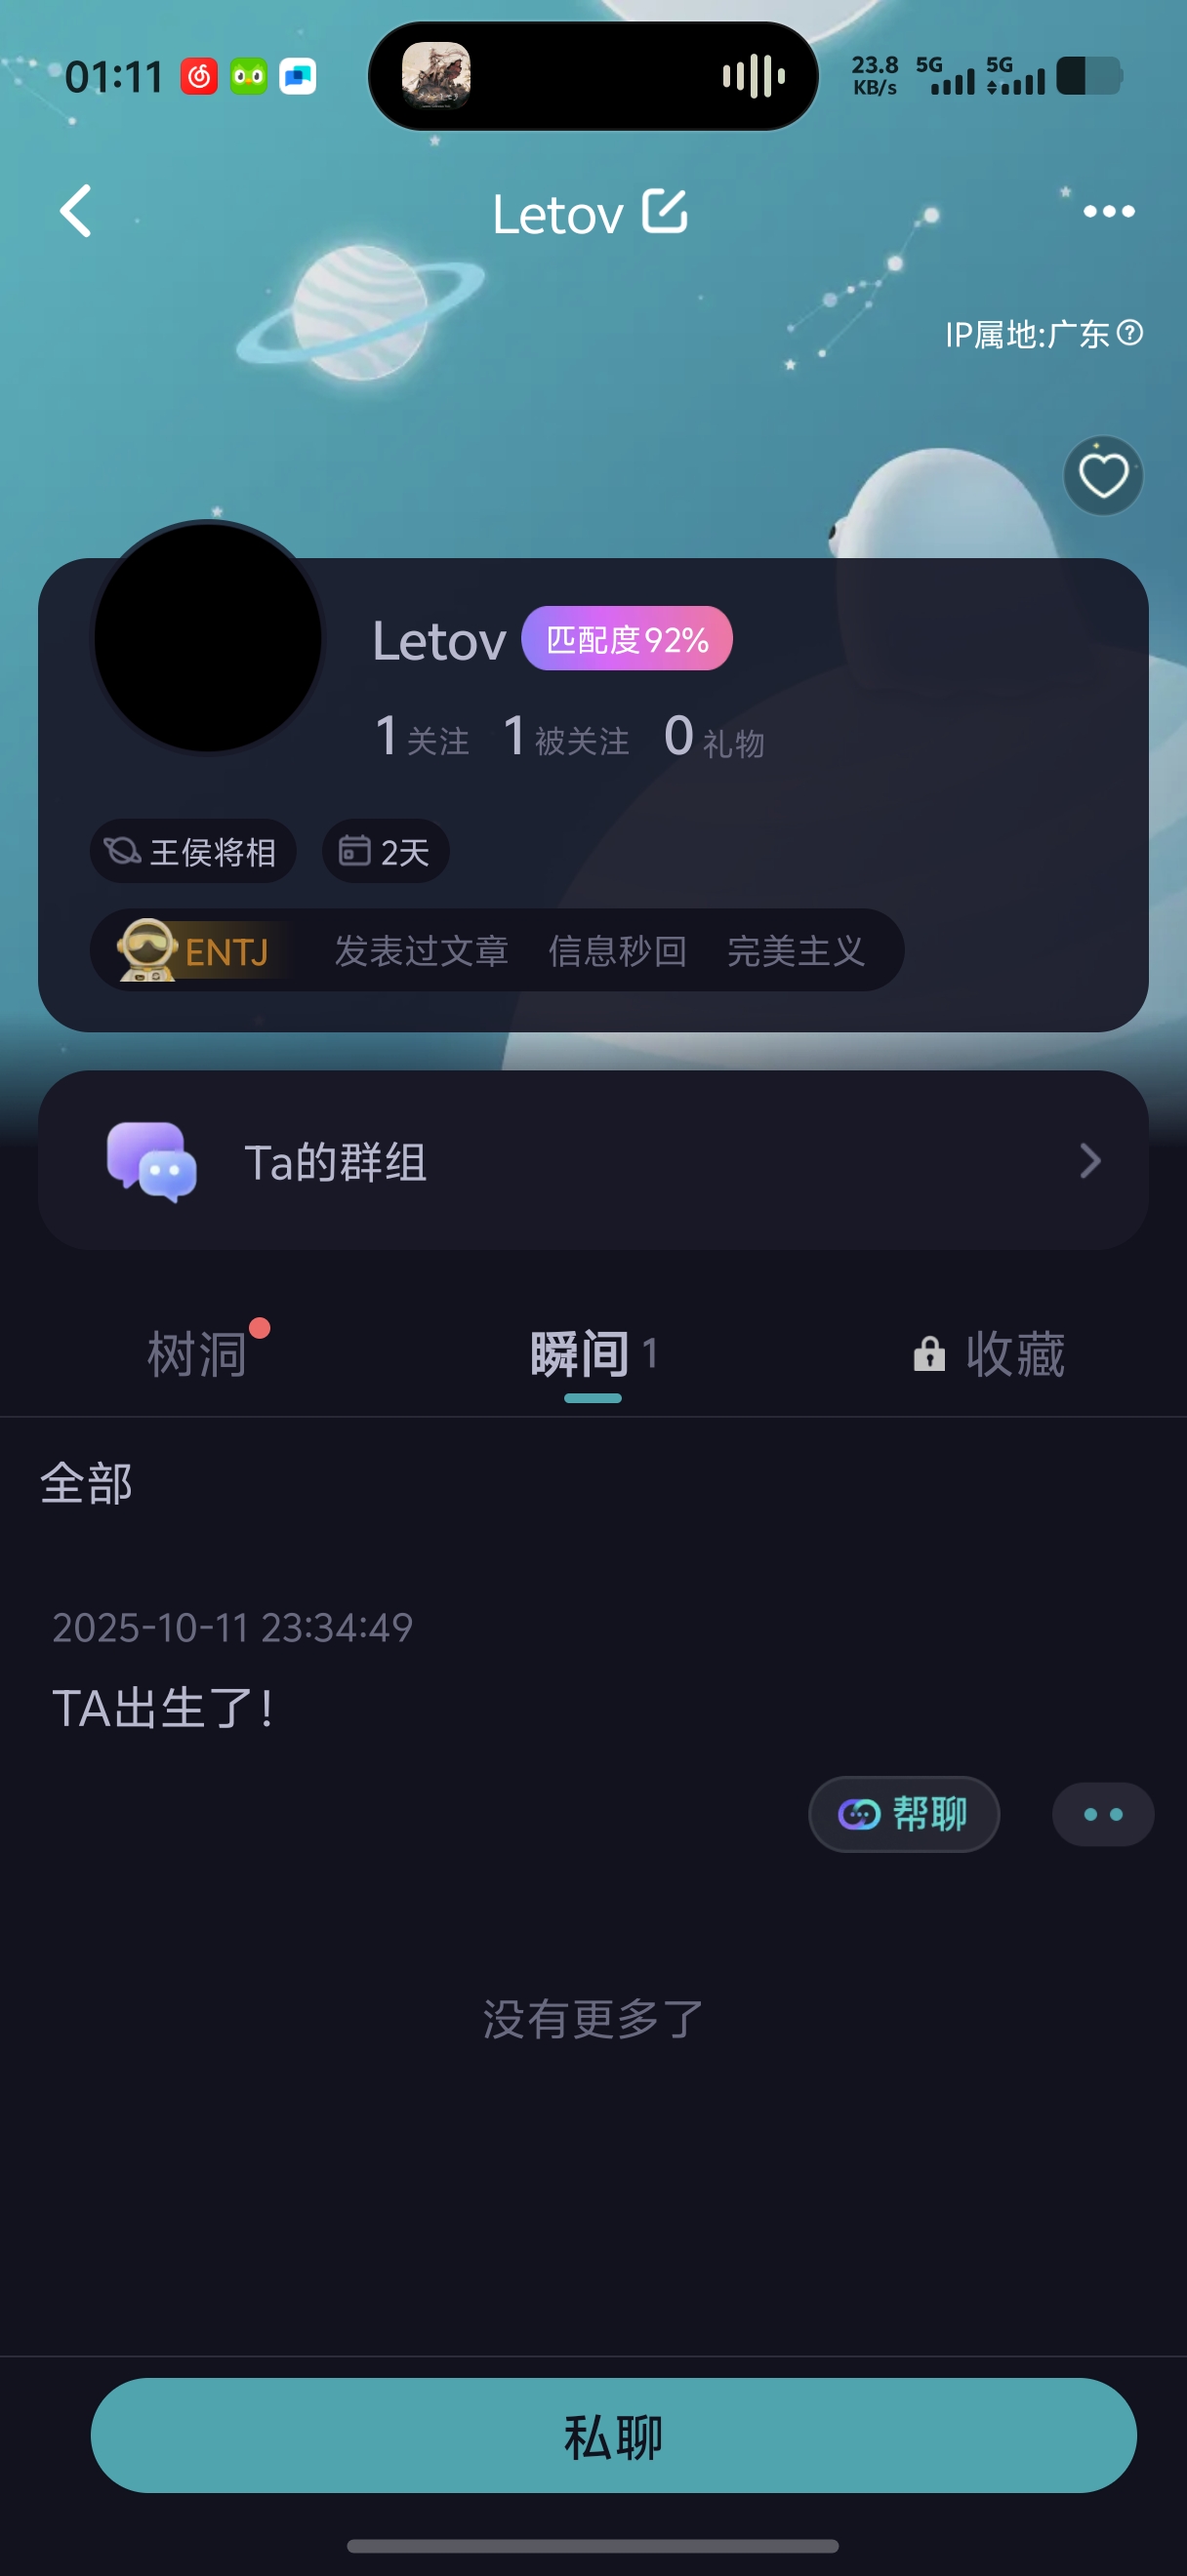 01:11
23.8 KB/s 5G 5G
Letov
IP属地:广东
Letov 匹配度92%
1 关注 1 被关注 0 礼物
王侯将相 2天
ENTJ 发表过文章 信息秒回 完美主义
Ta的群组
树洞 瞬间 1 收藏
全部
2025-10-11 23:34:49
TA出生了!
帮聊
没有更多了
私聊